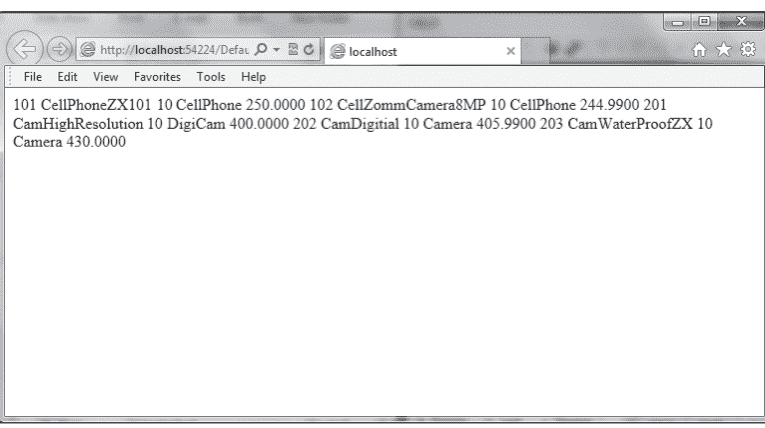 http://localhost:54224/Defau
localhost
File Edit View Favorites Tools Help
101 CellPhoneZX101 10 CellPhone 250.0000 102 CellZommCamera8MP 10 CellPhone 244.9900 201
CamHighResolution 10 DigiCam 400.0000 202 CamDigitial 10 Camera 405.9900 203 CamWaterProofZX 10
Camera 430.0000